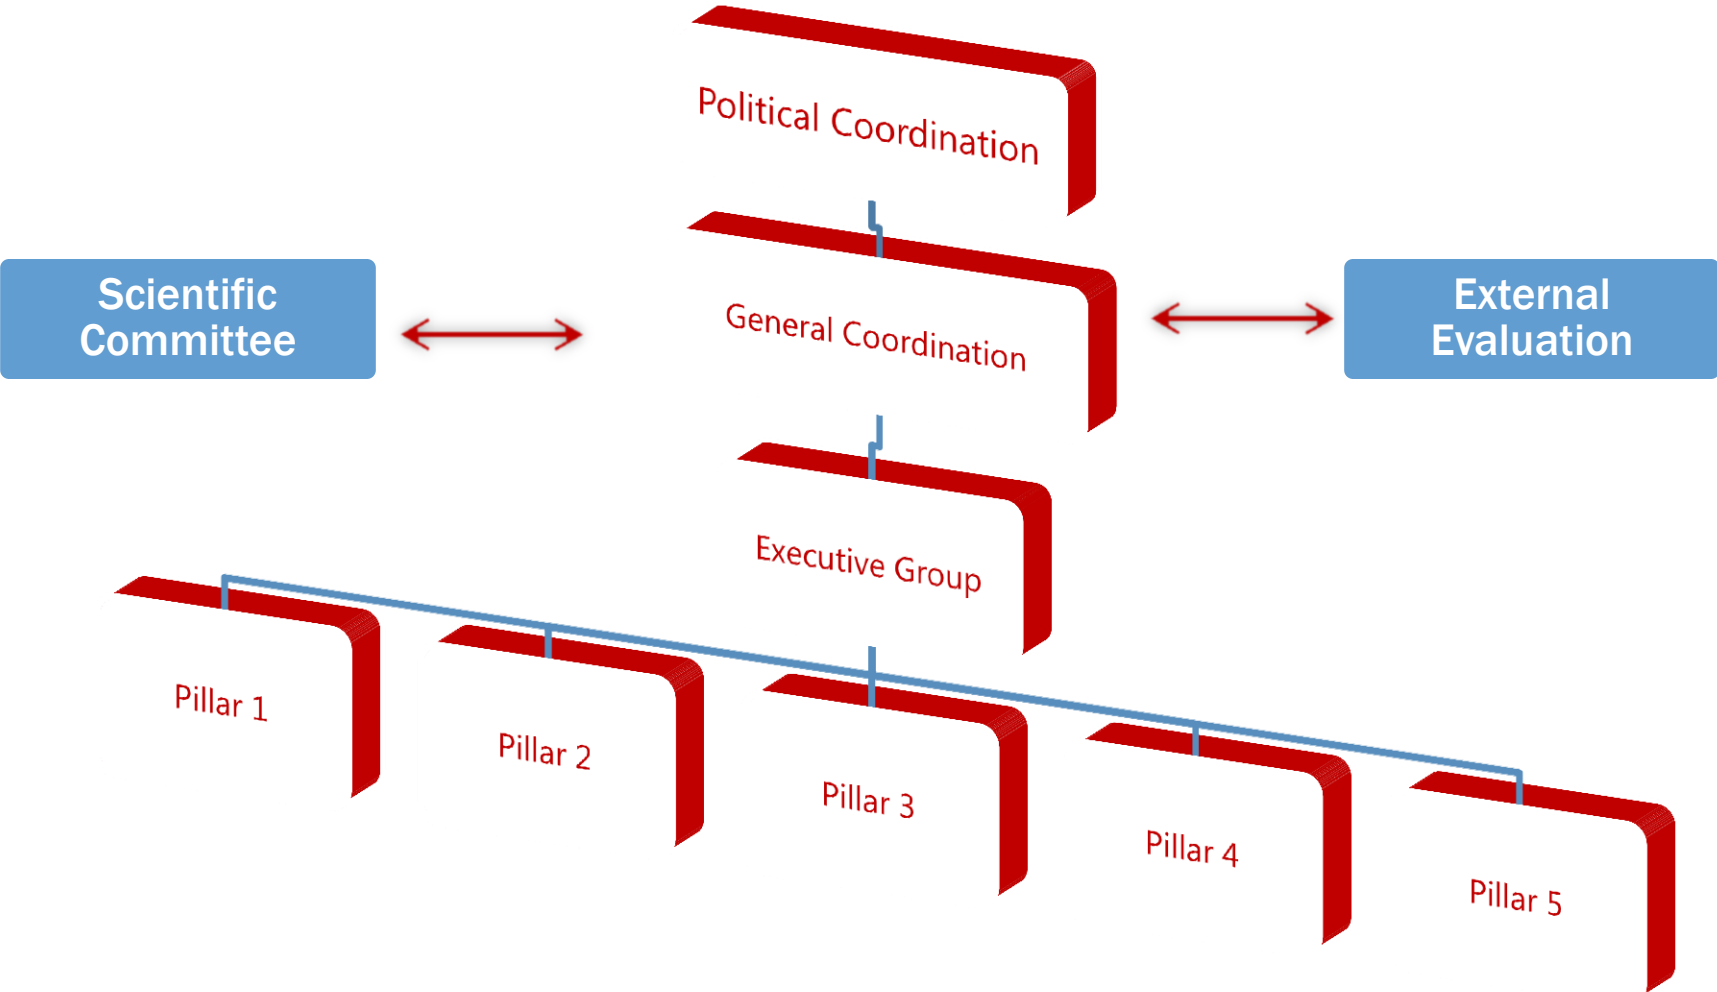 Political Coordination
Scientific
Committee
General Coordination
External
Evaluation
Executive Group
Pillar 1
Pillar 2
Pillar 3
Pillar 4
Pillar 5